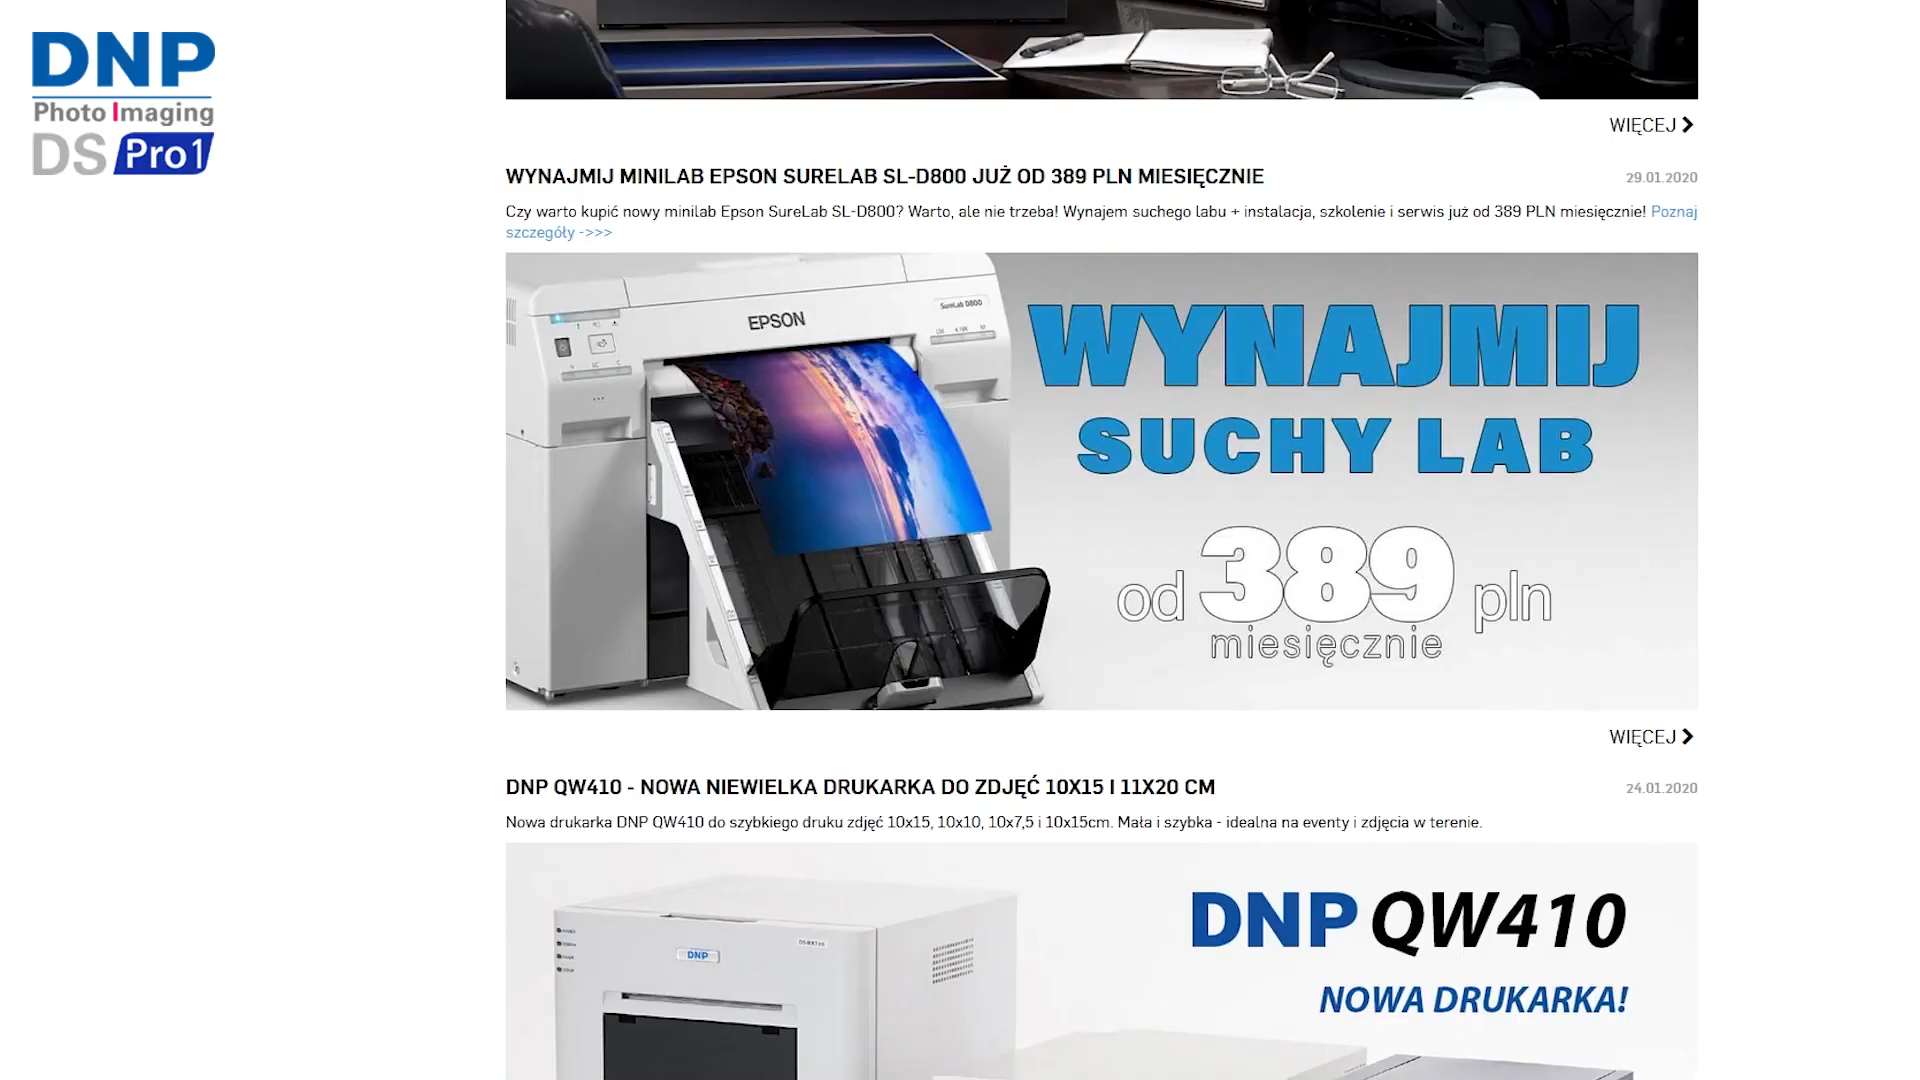 DNP
Photo Imaging
DS Pro1
WIĘCEJ
WYNAJMIJ MINILAB EPSON SURELAB SL-D800 JUŻ OD 389 PLN MIESIĘCZNIE
29.01.2020
Czy warto kupić nowy minilab Epson SureLab SL-D800? Warto, ale nie trzeba! Wynajem suchego labu + instalacja, szkolenie i serwis już od 389 PLN miesięcznie! Poznaj
szczegóły ->>>
SureLab D800
EPSON
WYNAJMIJ
SUCHY LAB
od 389 pln
miesięcznie
WIĘCEJ
DNP QW410 - NOWA NIEWIELKA DRUKARKA DO ZDJĘĆ 10X15 I 11X20 CM
24.01.2020
Nowa drukarka DNP QW410 do szybkiego druku zdjęć 10x15, 10x10, 10x7,5 i 10x15cm. Mała i szybka - idealna na eventy i zdjęcia w terenie.
DNP QW410
DNP
NOWA DRUKARKA!